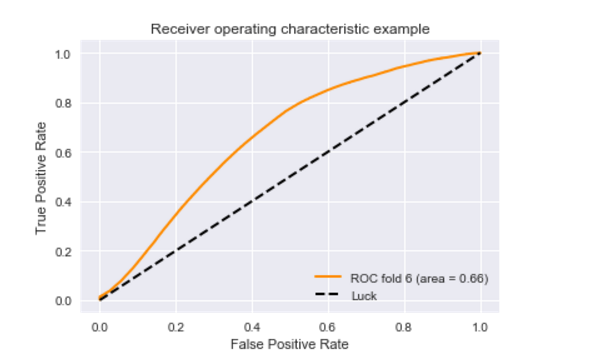 Receiver operating characteristic example
1.0
0.8
0.6
0.4
0.2
0.0
True Positive Rate
ROC fold 6 (area = 0.66)
Luck
0.0 0.2 0.4 0.6 0.8 1.0
False Positive Rate